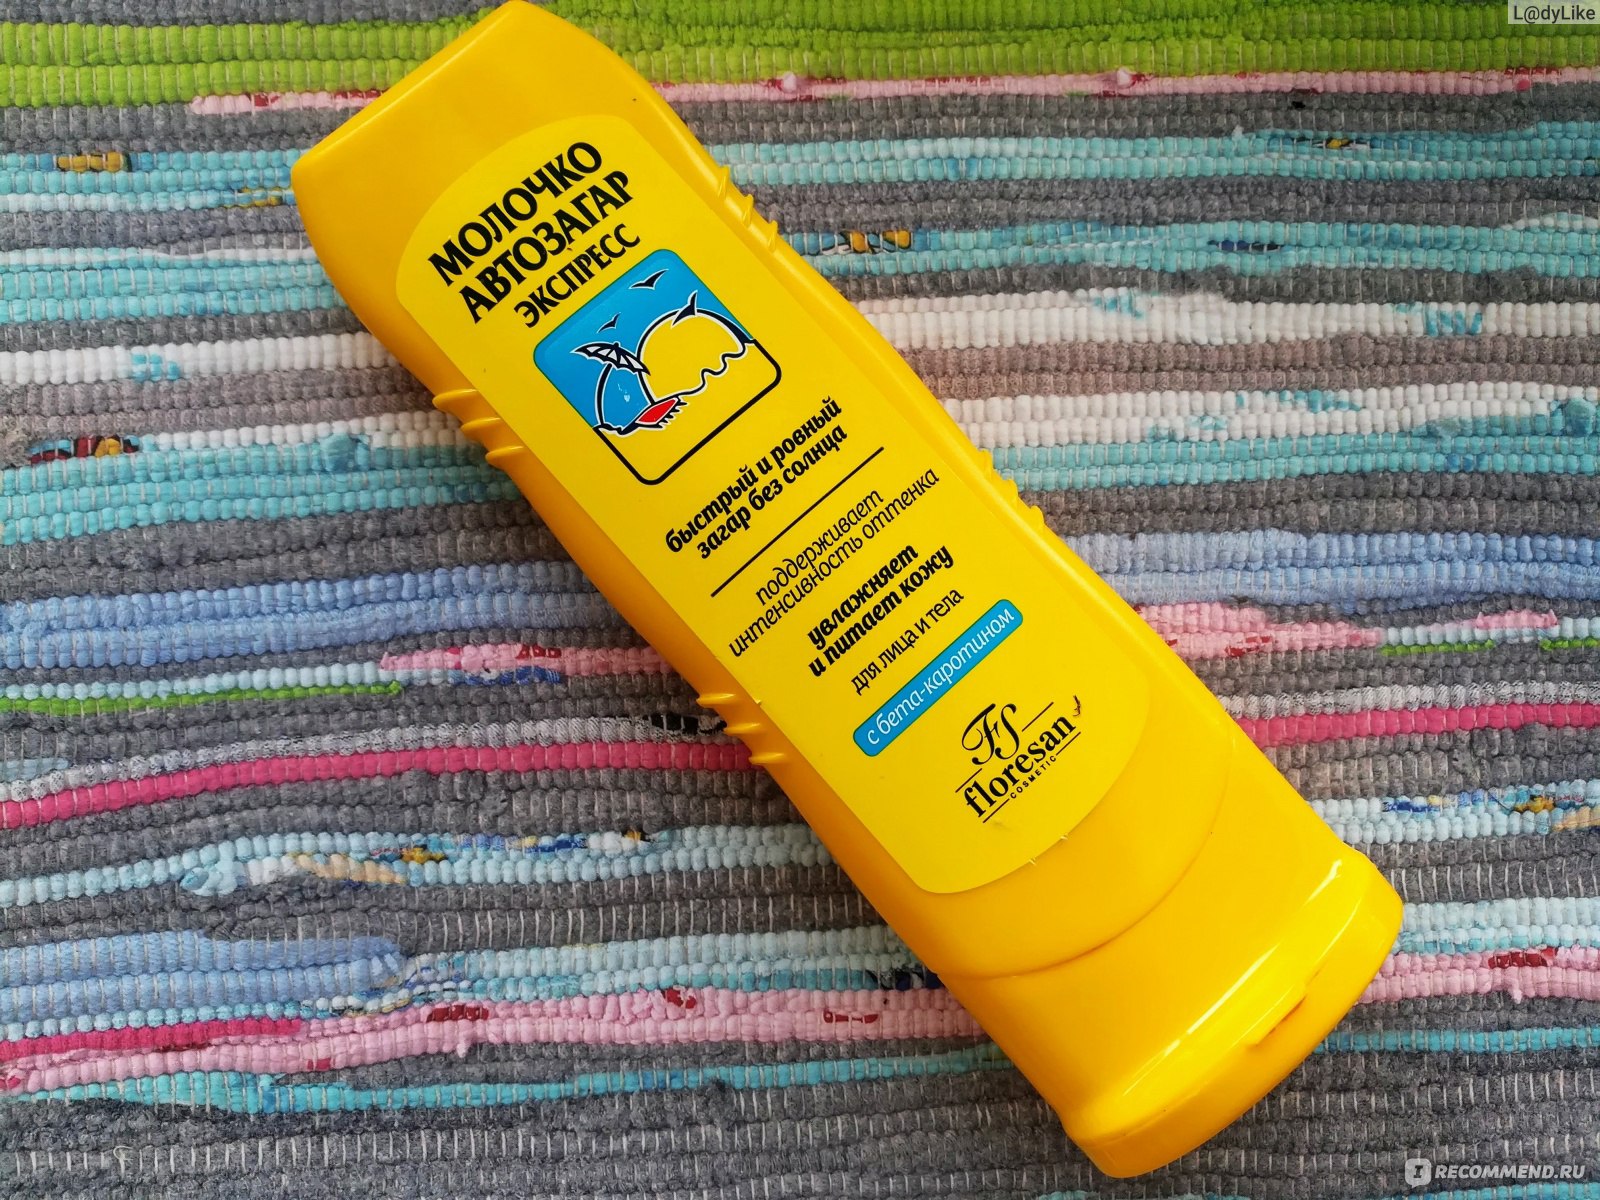 L@dyLike
МОЛОЧКО
АВТОЗАГАР
ЭКСПРЕСС
быстрый и ровный
загар без солнца
поддерживает
интенсивность оттенка
увлажняет
и питает кожу
для лица и тела
с бета-каротином
FS
floresan
COSMETIC
I RECOMMEND.RU